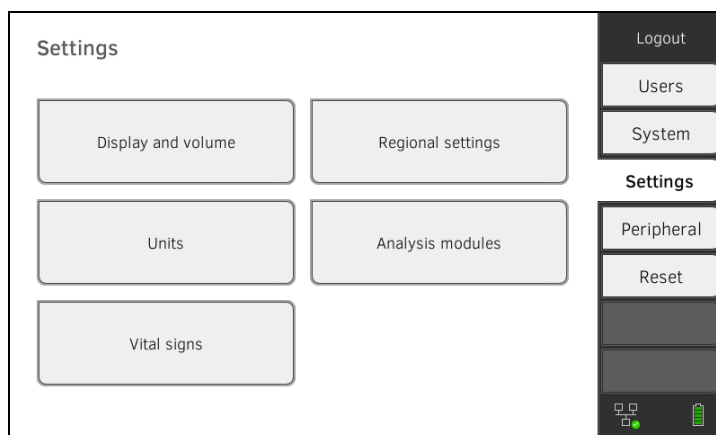 Settings
Display and volume
Regional settings
Units
Analysis modules
Vital signs
Logout
Users
System
Settings
Peripheral
Reset